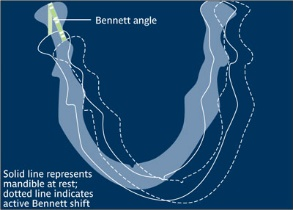 Bennett angle
Solid line represents
mandible at rest;
dotted line indicates
active Bennett shift